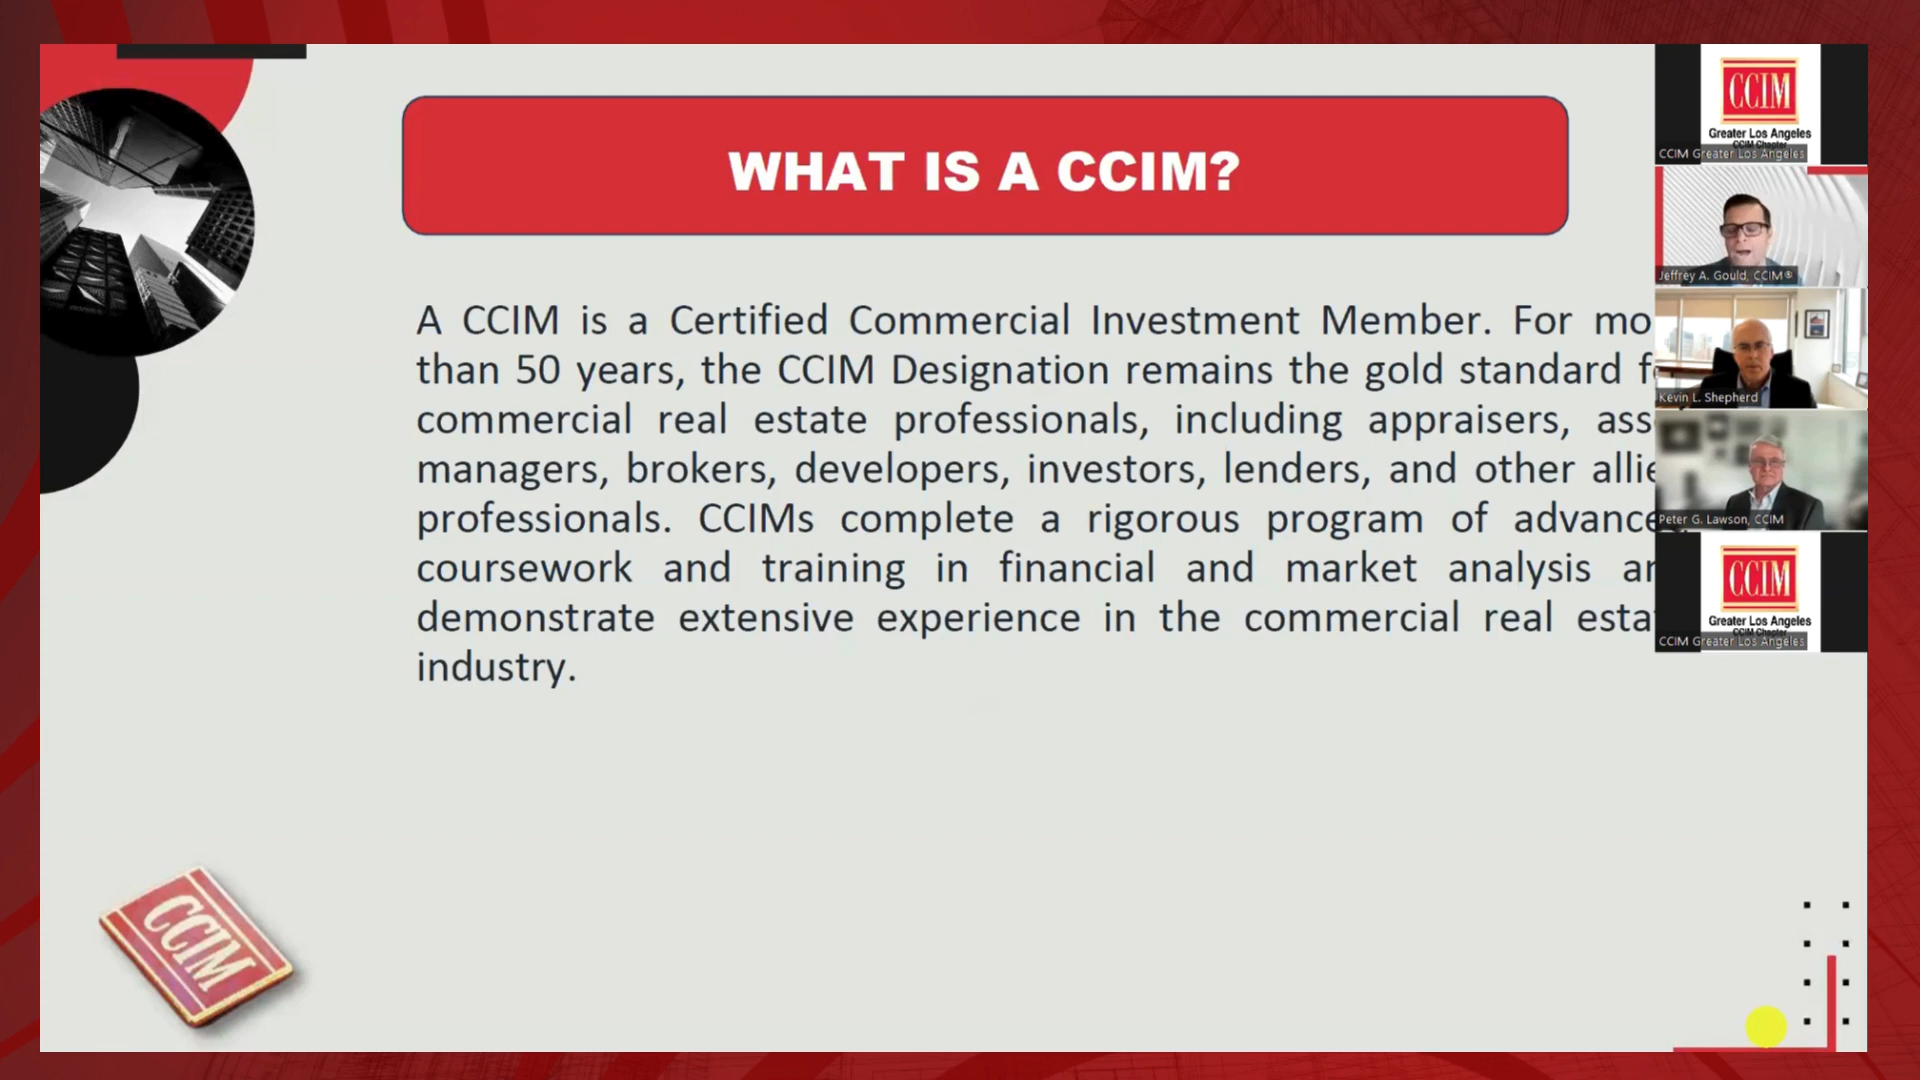 WHAT IS A CCIM?
A CCIM is a Certified Commercial Investment Member. For mo
than 50 years, the CCIM Designation remains the gold standard f
commercial real estate professionals, including appraisers, ass
managers, brokers, developers, investors, lenders, and other allie
professionals. CCIMs complete a rigorous program of advance
coursework and training in financial and market analysis an
demonstrate extensive experience in the commercial real esta
industry.
CCIM
CCIM
Greater Los Angeles
CCIM Chapter
CCIM Greater Los Angeles
Jeffrey A. Gould, CCIM®
Kevin L. Shepherd
Peter G. Lawson, CCIM
CCIM
Greater Los Angeles
CCIM Chapter
CCIM Greater Los Angeles